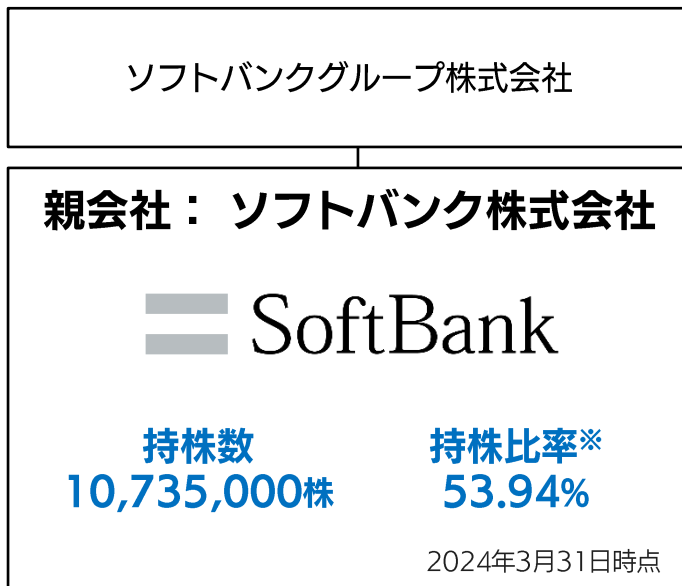 ソフトバンクグループ株式会社
親会社： ソフトバンク株式会社
SoftBank
持株数 持株比率※
10,735,000株 53.94%
2024年3月31日時点